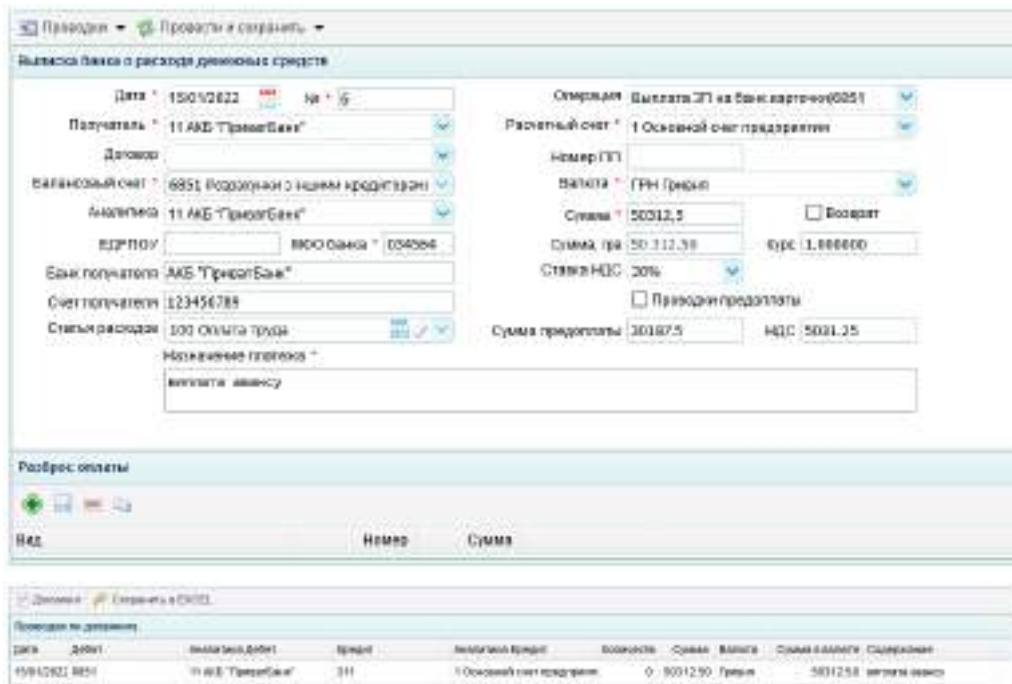 Проводки Провести и сохранить
Выписка банка о расходе денежных средств
Дата * 15/01/2022 № * 6 Операция Выплата ЗП на банк.карточки(6851
Получатель * 11 АКБ "ПриватБанк" Расчетный счет * 1 Основной счет предприятия
Договор Номер ПП
Балансовый счет * 6851 Розрахунки з іншими кредиторами Валюта * ГРН Гривня
Аналитика 11 АКБ "ПриватБанк" Сумма * 50312,5 Возврат
ЕДРПОУ МФО банка * Сумма, грн 50 312.50 Курс 1.000000
Банк получателя АКБ "ПриватБанк" Ставка НДС 20%
Счет получателя 123456789 Проводки предоплаты
Статья расходов 100 Оплата труда Сумма предоплаты 30187.5 НДС 5031.25
Назначение платежа *
виплата авансу
Разброс оплаты
Вид Номер Сумма
Документ Сохранить в EXCEL
Проводки по документу
Дата Дебет Аналитика Дебет Кредит Аналитика Кредит Количество Сумма Валюта Сумма в валюте Содержание
15/01/2022 6851 11 АКБ "ПриватБанк" 311 1 Основной счет предприяти 0 50312.50 Гривня 50312.50 виплата авансу